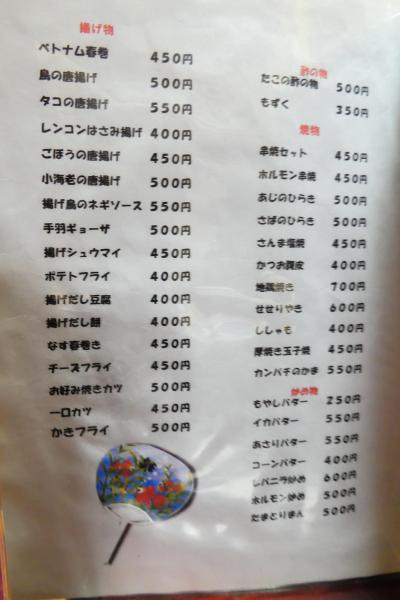 揚げ物
ベトナム春巻 450円
鳥の唐揚げ 500円
タコの唐揚げ 550円
レンコンはさみ揚げ 400円
ごぼうの唐揚げ 450円
小海老の唐揚げ 500円
揚げ鳥のネギソース 550円
手羽ギョーザ 500円
揚げシュウマイ 450円
ポテトフライ 400円
揚げだし豆腐 400円
揚げだし餅 400円
なす春巻き 450円
チーズフライ 450円
お好み焼きカツ 500円
一口カツ 450円
かきフライ 500円
酢の物
たこの酢の物 500円
もずく 350円
焼物
串焼セット 450円
ホルモン串焼 450円
あじのひらき 500円
さばのひらき 500円
さんま塩焼 450円
かつお腹皮 400円
地鶏焼き 700円
せせりやき 600円
ししゃも 400円
厚焼き玉子焼 450円
カンパチのかま 550円
炒め物
もやしバター 250円
イカバター 550円
あさりバター 550円
コーンバター 400円
レバニラ炒め 600円
ホルモン炒め 500円
たまとりまん 500円